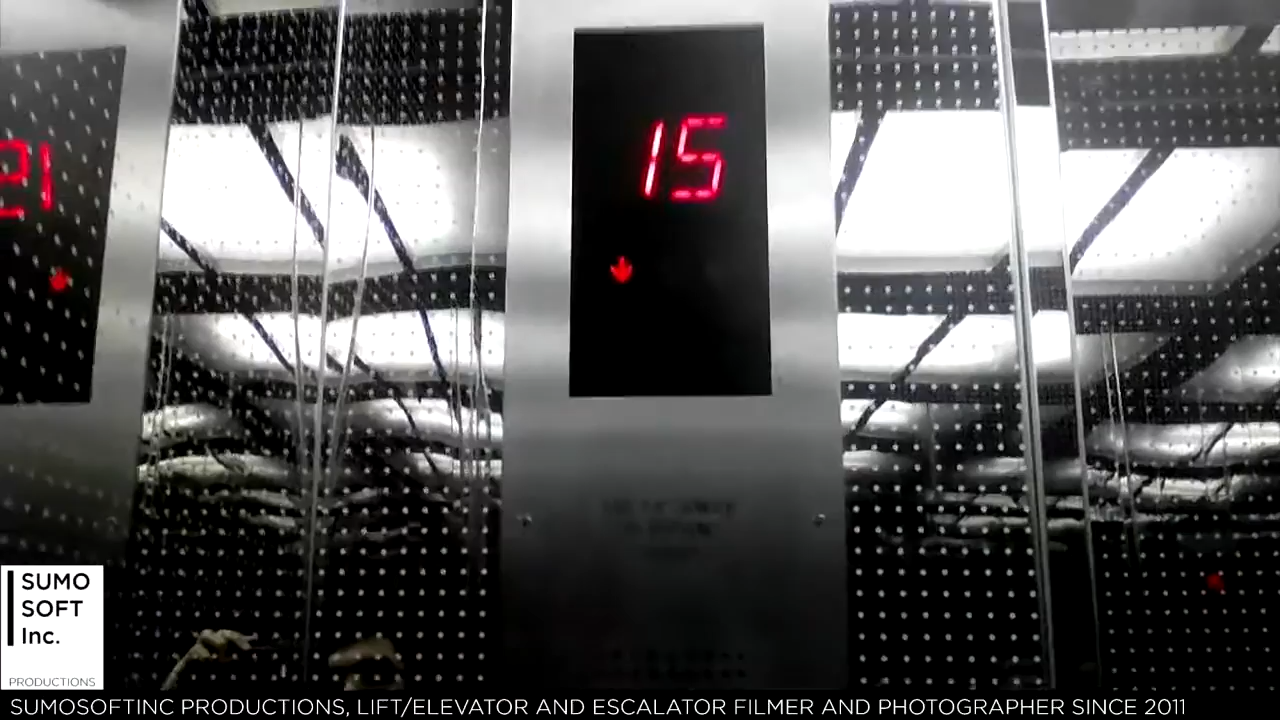 15
21
SUMO
SOFT
Inc.
PRODUCTIONS
SUMOSOFTINC PRODUCTIONS, LIFT/ELEVATOR AND ESCALATOR FILMER AND PHOTOGRAPHER SINCE 2011